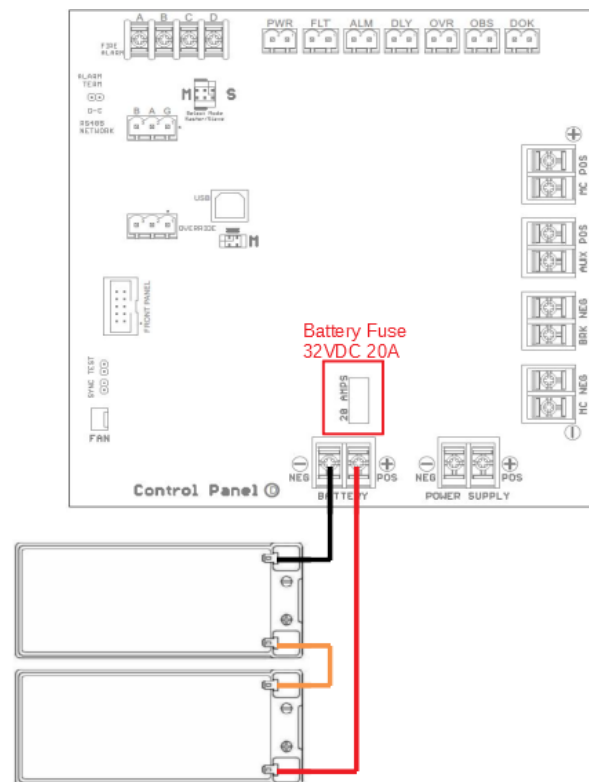 A B C D
FIRE
ALARM
PWR FLT ALM DLY OVR OBS DOK
ALARM
TERM
O-C
RS485
NETWORK
B A G
M S
Select Mode
Master/Slave
USB
OVERRIDE
M
FRONT PANEL
SYNC TEST
FAN
MC POS
AUX POS
BRK NEG
MC NEG
Battery Fuse
32VDC 20A
20 AMPS
NEG
POS
BATTERY
NEG
POS
POWER SUPPLY
Control Panel ©